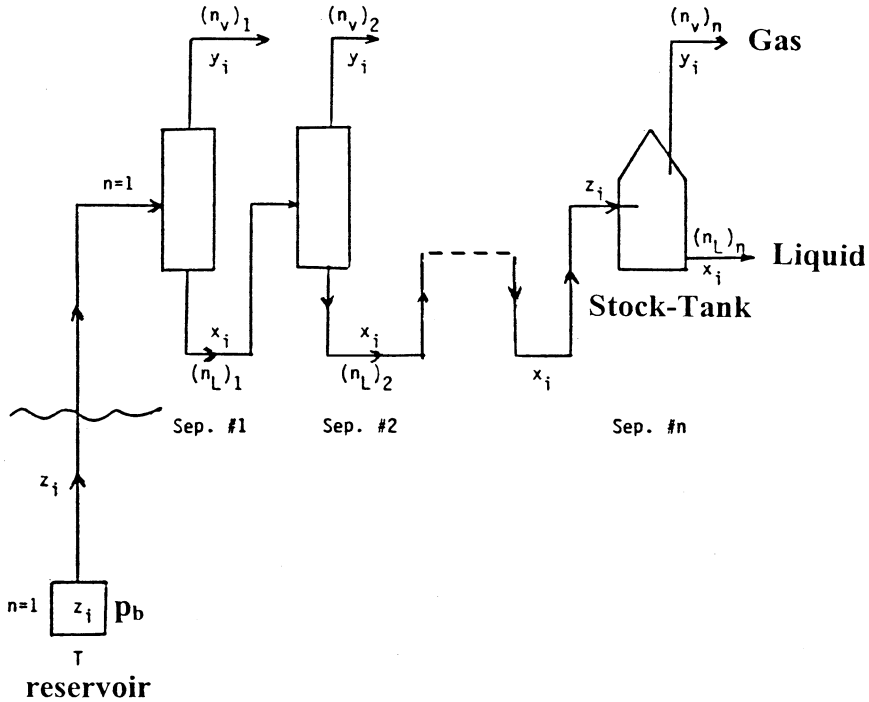 (n_v)_1
(n_v)_2
(n_v)_n
Gas
y_i
y_i
y_i
n=1
z_i
(n_L)_n
Liquid
x_i
Stock-Tank
x_i
x_i
(n_L)_1
(n_L)_2
x_i
Sep. #1
Sep. #2
Sep. #n
z_i
n=1
z_i
p_b
T
reservoir